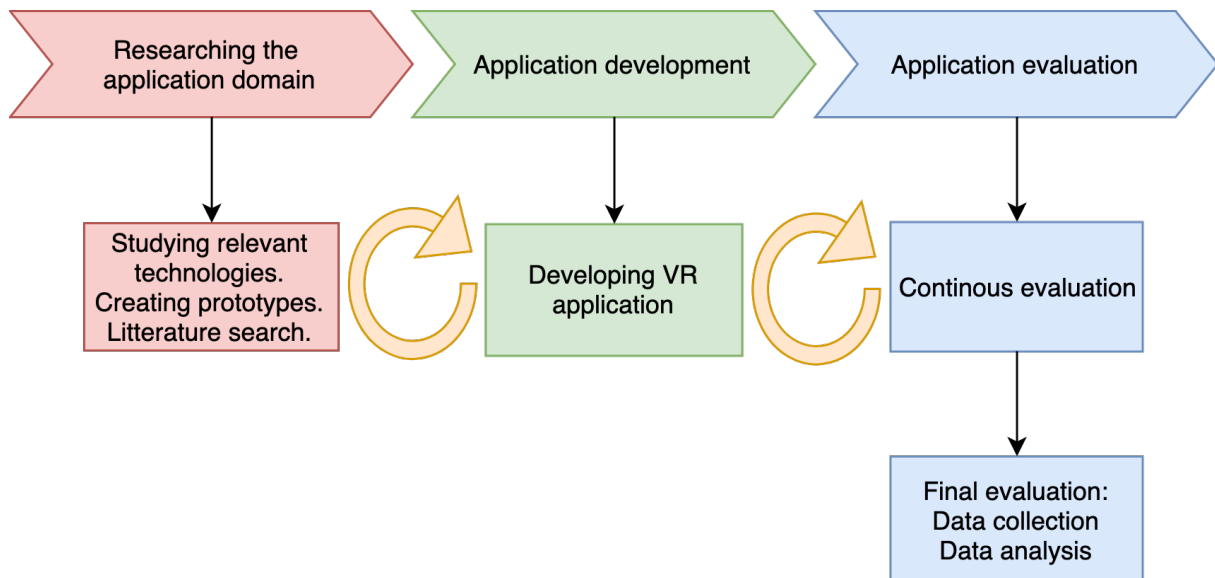 Researching the
application domain
Application development
Application evaluation
Studying relevant
technologies.
Creating prototypes.
Litterature search.
Developing VR
application
Continous evaluation
Final evaluation:
Data collection
Data analysis